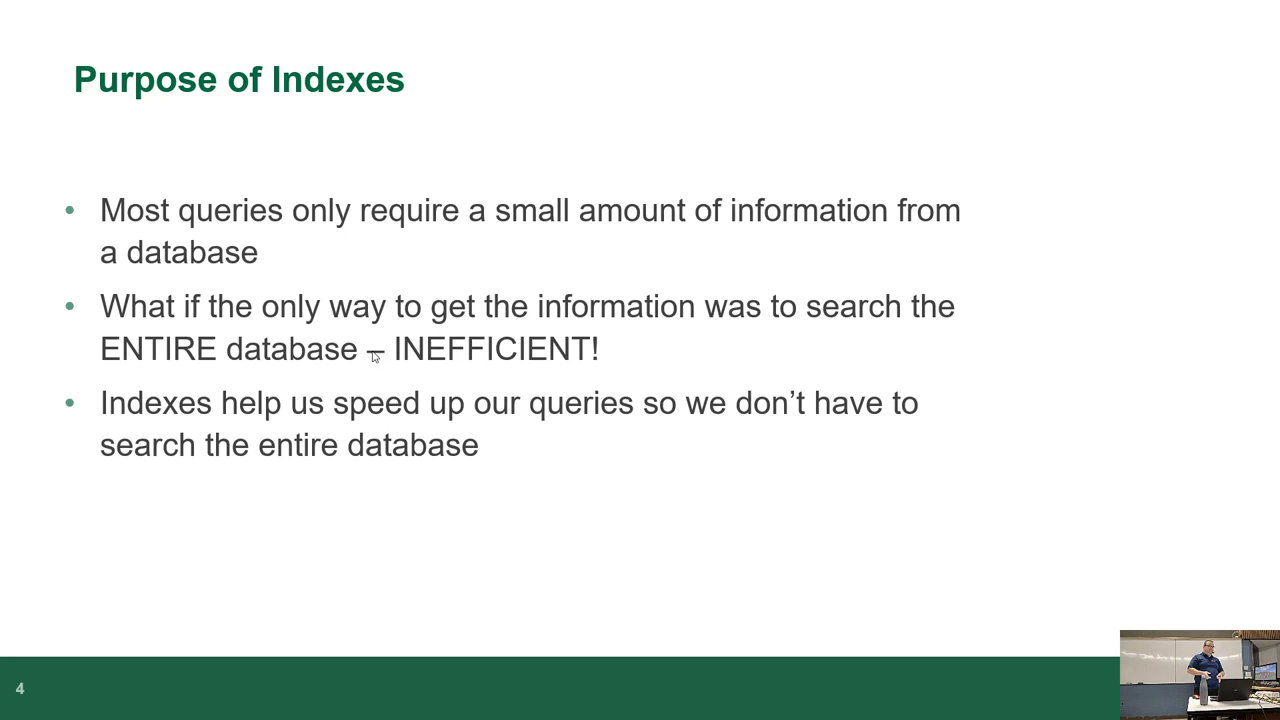 Purpose of Indexes
• Most queries only require a small amount of information from
a database
• What if the only way to get the information was to search the
ENTIRE database – INEFFICIENT!
• Indexes help us speed up our queries so we don’t have to
search the entire database
4